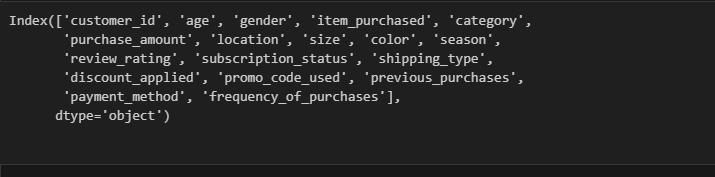 Index(['customer_id', 'age', 'gender', 'item_purchased', 'category',
'purchase_amount', 'location', 'size', 'color', 'season',
'review_rating', 'subscription_status', 'shipping_type',
'discount_applied', 'promo_code_used', 'previous_purchases',
'payment_method', 'frequency_of_purchases'],
dtype='object')